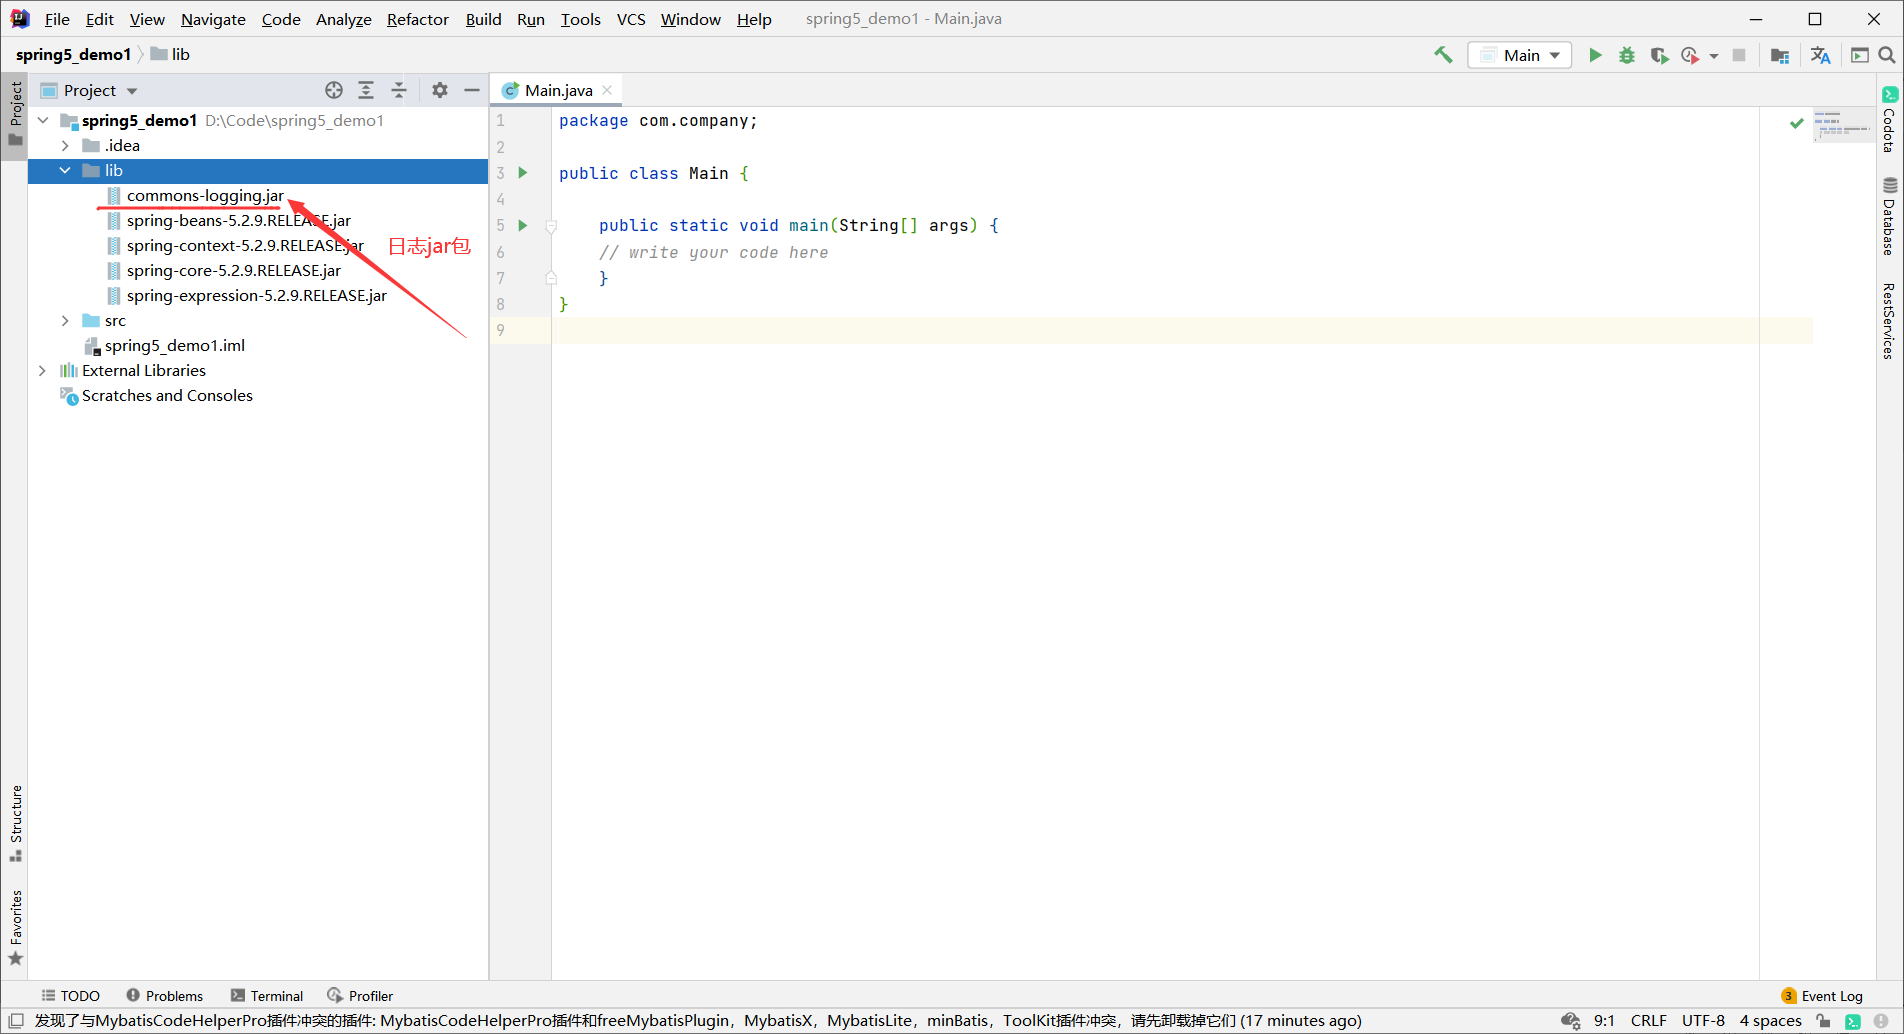 File Edit View Navigate Code Analyze Refactor Build Run Tools VCS Window Help spring5_demo1 - Main.java
spring5_demo1 lib
Main
Project
Project
Main.java
spring5_demo1 D:\Code\spring5_demo1
.idea
lib
commons-logging.jar
spring-beans-5.2.9.RELEASE.jar
spring-context-5.2.9.RELEASE.jar
日志jar包
spring-core-5.2.9.RELEASE.jar
spring-expression-5.2.9.RELEASE.jar
src
spring5_demo1.iml
External Libraries
Scratches and Consoles
1 package com.company;
2
3 public class Main {
4
5 public static void main(String[] args) {
6 // write your code here
7 }
8 }
9
Codota
Database
RestServices
Structure
Favorites
TODO Problems Terminal Profiler
3 Event Log
发现了与MybatisCodeHelperPro插件冲突的插件: MybatisCodeHelperPro插件和freeMybatisPlugin，MybatisX，MybatisLite，minBatis，ToolKit插件冲突，请先卸载掉它们 (17 minutes ago)
9:1 CRLF UTF-8 4 spaces